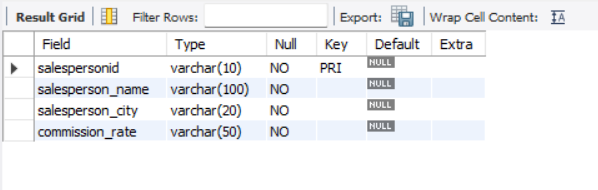 Result Grid Filter Rows: Export: Wrap Cell Content: IA
Field Type Null Key Default Extra
salespersonid varchar(10) NO PRI NULL
salesperson_name varchar(100) NO NULL
salesperson_city varchar(20) NO NULL
commission_rate varchar(50) NO NULL